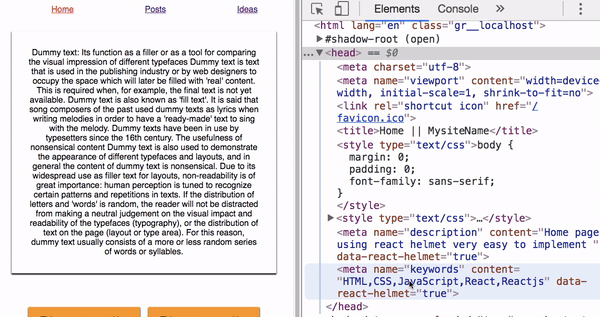 Home Posts Ideas
Dummy text: Its function as a filler or as a tool for comparing
the visual impression of different typefaces Dummy text is text
that is used in the publishing industry or by web designers to
occupy the space which will later be filled with 'real' content.
This is required when, for example, the final text is not yet
available. Dummy text is also known as 'fill text'. It is said that
song composers of the past used dummy texts as lyrics when
writing melodies in order to have a 'ready-made' text to sing
with the melody. Dummy texts have been in use by
typesetters since the 16th century. The usefulness of
nonsensical content Dummy text is also used to demonstrate
the appearance of different typefaces and layouts, and in
general the content of dummy text is nonsensical. Due to its
widespread use as filler text for layouts, non-readability is of
great importance: human perception is tuned to recognize
certain patterns and repetitions in texts. If the distribution of
letters and 'words' is random, the reader will not be distracted
from making a neutral judgement on the visual impact and
readability of the typefaces (typography), or the distribution of
text on the page (layout or type area). For this reason,
dummy text usually consists of a more or less random series
of words or syllables.
Elements Console
<html lang="en" class="gr__localhost">
▶#shadow-root (open)
...▼<head> == $0
<meta charset="utf-8">
<meta name="viewport" content="width=device
width, initial-scale=1, shrink-to-fit=no">
<link rel="shortcut icon" href="/
favicon.ico">
<title>Home || MysiteName</title>
<style type="text/css">body {
margin: 0;
padding: 0;
font-family: sans-serif;
}
</style>
▶<style type="text/css">…</style>
<meta name="description" content="Home page
using react helmet very easy to implement "
data-react-helmet="true">
<meta name="keywords" content=
"HTML,CSS,JavaScript,React,Reactjs" data-
react-helmet="true">
</head>